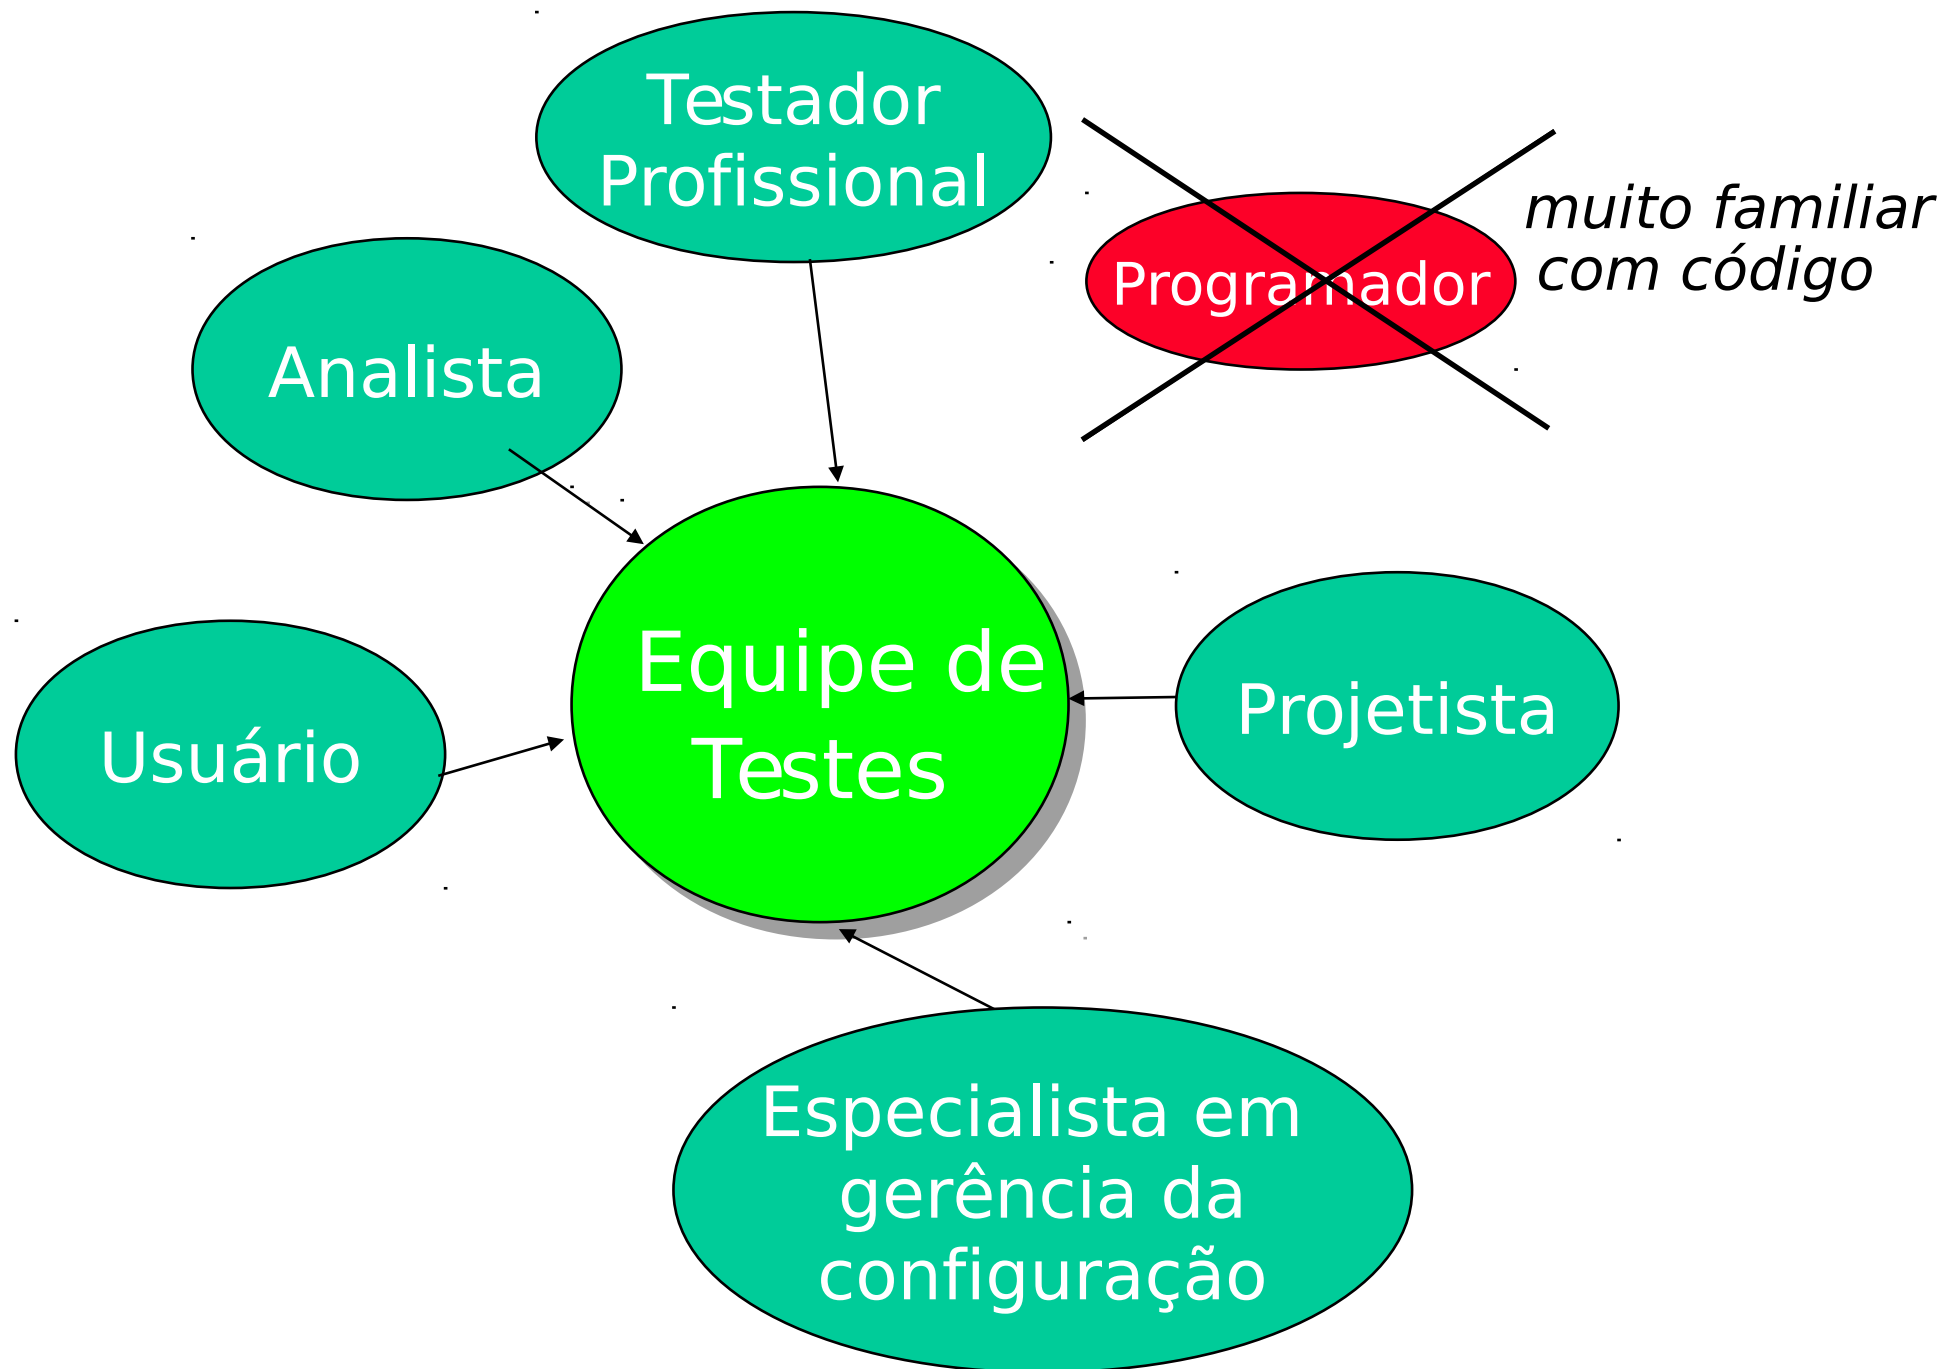 Testador
Profissional
muito familiar
com código
Programador
Analista
Equipe de
Testes
Projetista
Usuário
Especialista em
gerência da
configuração